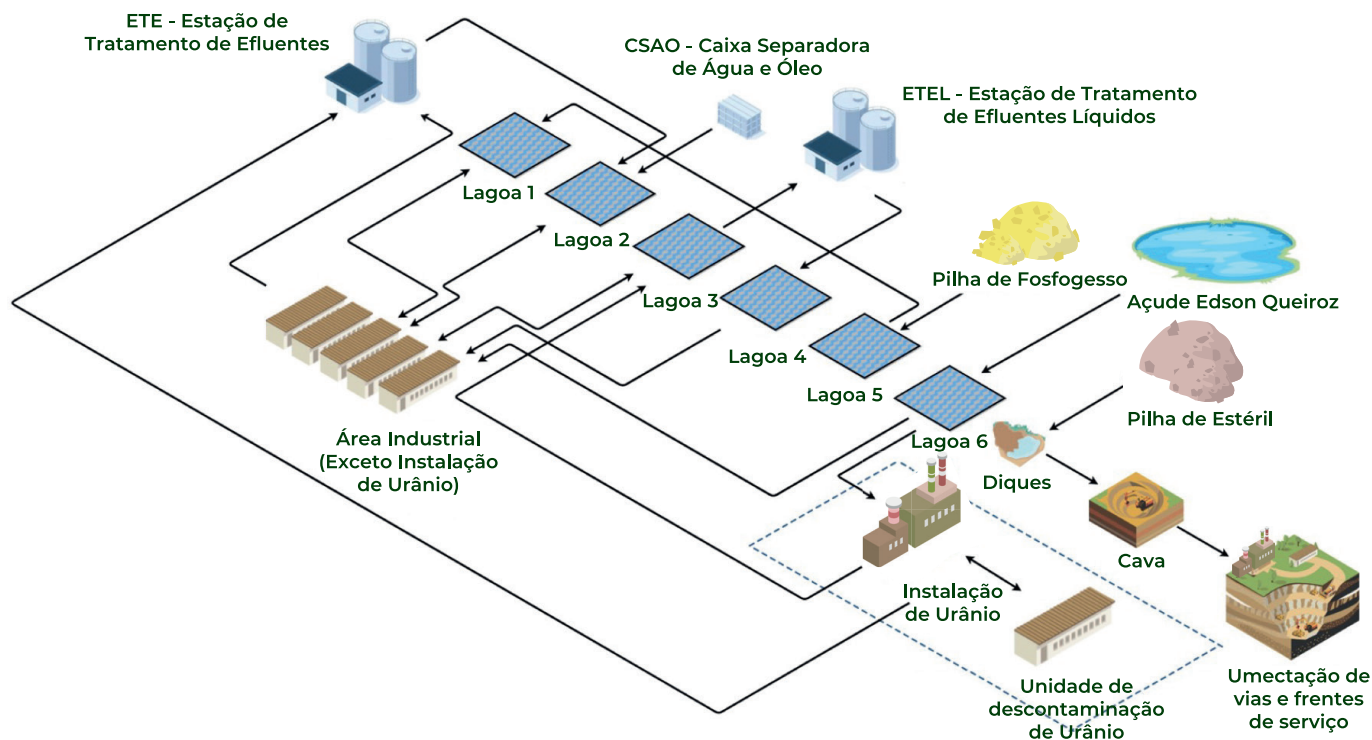 ETE - Estação de
Tratamento de Efluentes
CSAO - Caixa Separadora
de Água e Óleo
ETEL - Estação de Tratamento
de Efluentes Líquidos
Lagoa 1
Lagoa 2
Lagoa 3
Lagoa 4
Lagoa 5
Lagoa 6
Pilha de Fosfogesso
Açude Edson Queiroz
Pilha de Estéril
Área Industrial
(Exceto Instalação
de Urânio)
Diques
Cava
Instalação
de Urânio
Unidade de
descontaminação
de Urânio
Umectação de
vias e frentes
de serviço